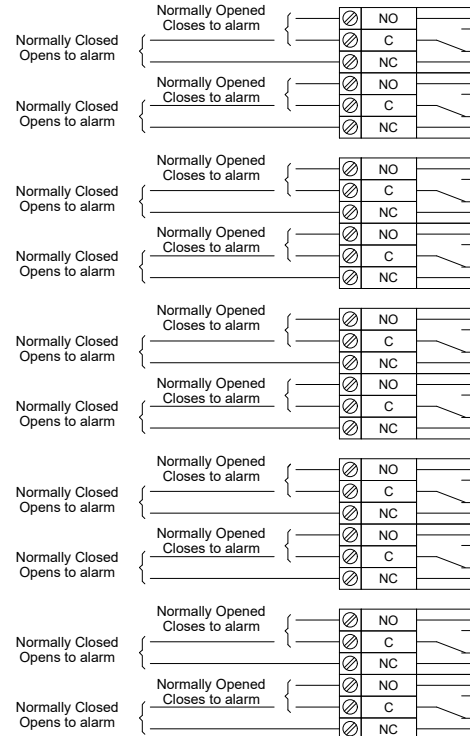 Normally Opened
Closes to alarm
NO
Normally Closed
Opens to alarm
C
NC
Normally Opened
Closes to alarm
NO
Normally Closed
Opens to alarm
C
NC
Normally Opened
Closes to alarm
NO
Normally Closed
Opens to alarm
C
NC
Normally Opened
Closes to alarm
NO
Normally Closed
Opens to alarm
C
NC
Normally Opened
Closes to alarm
NO
Normally Closed
Opens to alarm
C
NC
Normally Opened
Closes to alarm
NO
Normally Closed
Opens to alarm
C
NC
Normally Opened
Closes to alarm
NO
Normally Closed
Opens to alarm
C
NC
Normally Opened
Closes to alarm
NO
Normally Closed
Opens to alarm
C
NC
Normally Opened
Closes to alarm
NO
Normally Closed
Opens to alarm
C
NC
Normally Opened
Closes to alarm
NO
Normally Closed
Opens to alarm
C
NC